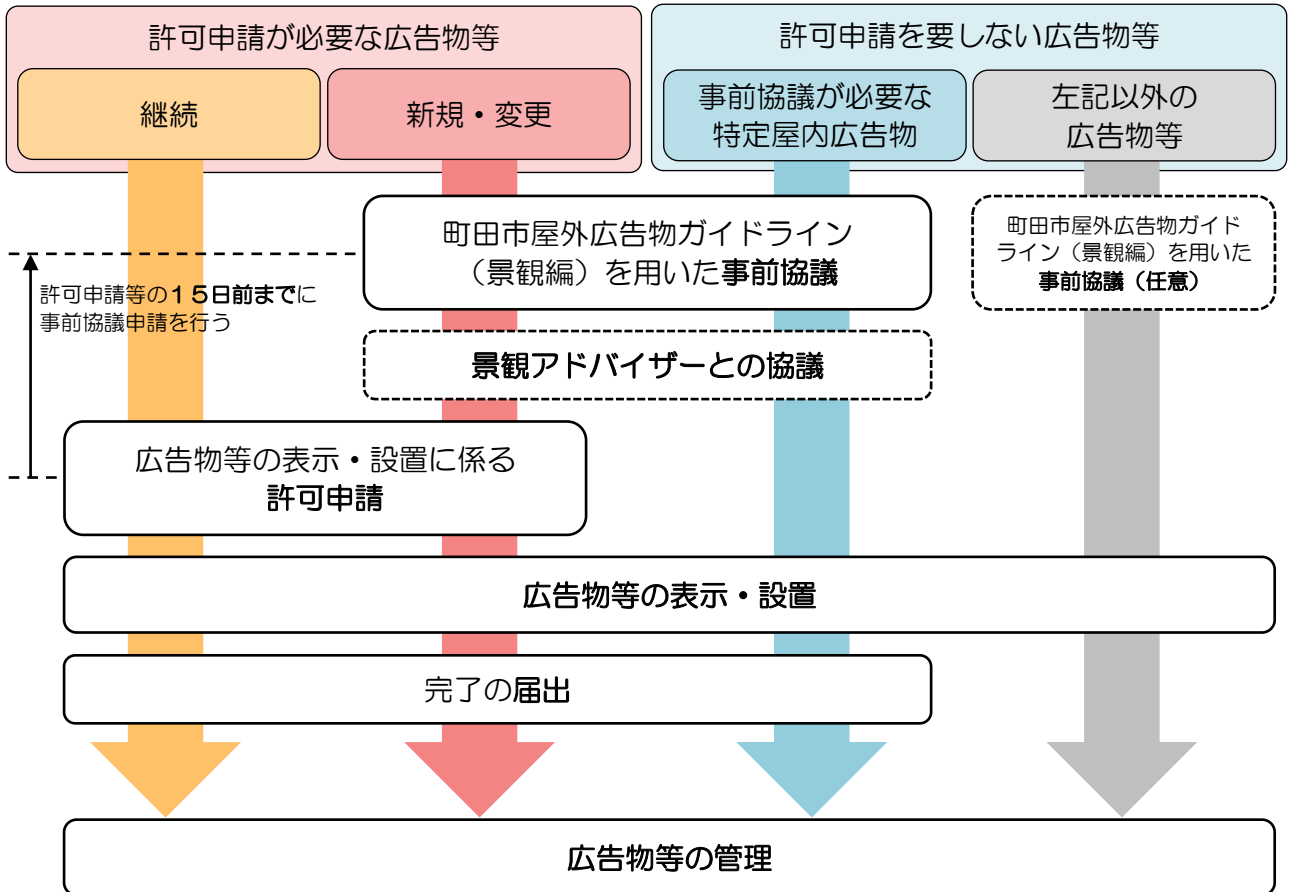 許可申請が必要な広告物等
許可申請を要しない広告物等
継続
新規・変更
事前協議が必要な
特定屋内広告物
左記以外の
広告物等
町田市屋外広告物ガイドライン
(景観編)を用いた事前協議
町田市屋外広告物ガイド
ライン(景観編)を用いた
事前協議(任意)
許可申請等の15日前までに
事前協議申請を行う
景観アドバイザーとの協議
広告物等の表示・設置に係る
許可申請
広告物等の表示・設置
完了の届出
広告物等の管理